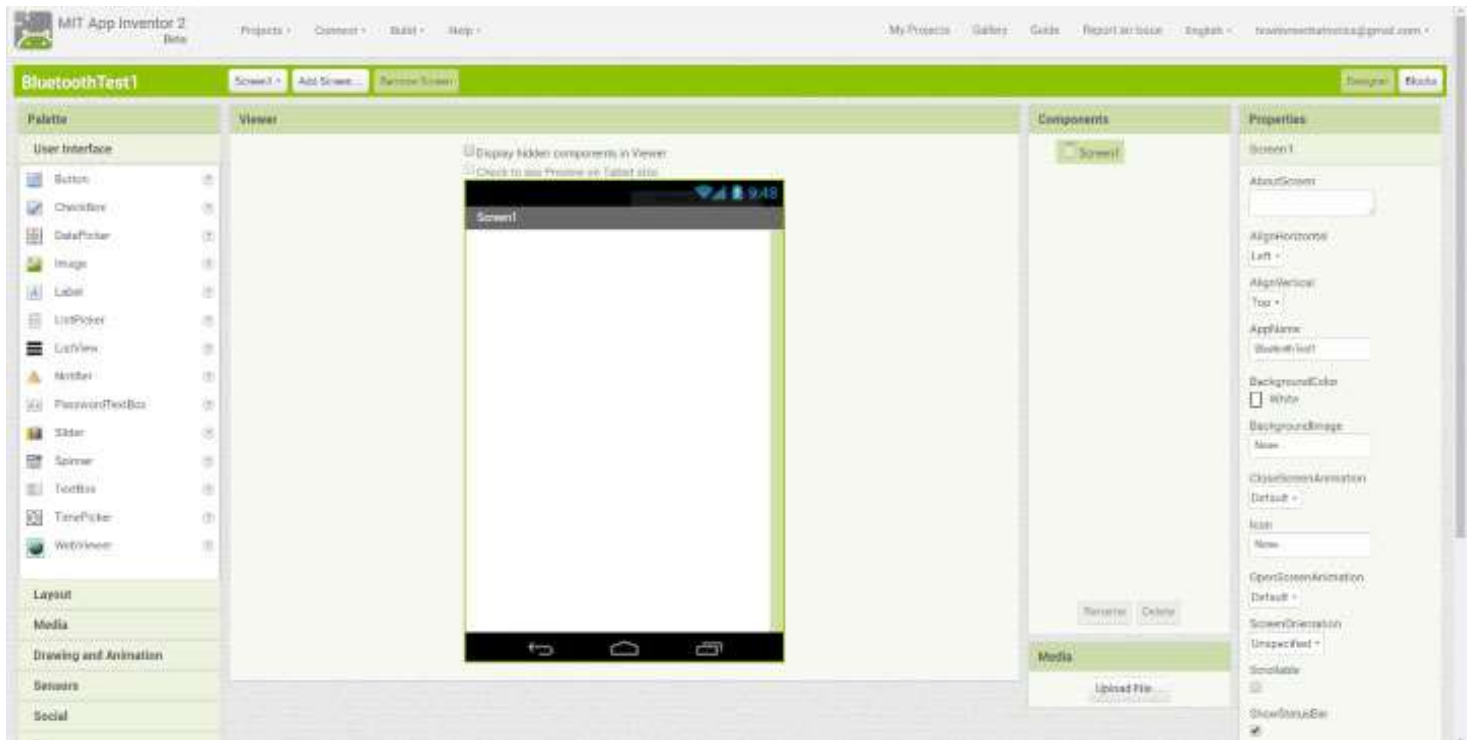 MIT App Inventor 2
Beta
Projects Connect Build Help My Projects Gallery Guide Report an Issue English
BluetoothTest1 Screen1 Add Screen ... Remove Screen Designer Blocks
Palette
User Interface
Button
CheckBox
DatePicker
Image
Label
ListPicker
ListView
Notifier
PasswordTextBox
Slider
Spinner
TextBox
TimePicker
WebViewer
Layout
Media
Drawing and Animation
Sensors
Social
Viewer
Display hidden components in Viewer
Check to see Preview on Tablet size.
9:48
Screen1
Components
Screen1
Rename Delete
Media
Upload File ...
Properties
Screen1
AboutScreen
AlignHorizontal
Left
AlignVertical
Top
AppName
BluetoothTest1
BackgroundColor
White
BackgroundImage
None
CloseScreenAnimation
Default
Icon
None
OpenScreenAnimation
Default
ScreenOrientation
Unspecified
Scrollable
ShowStatusBar